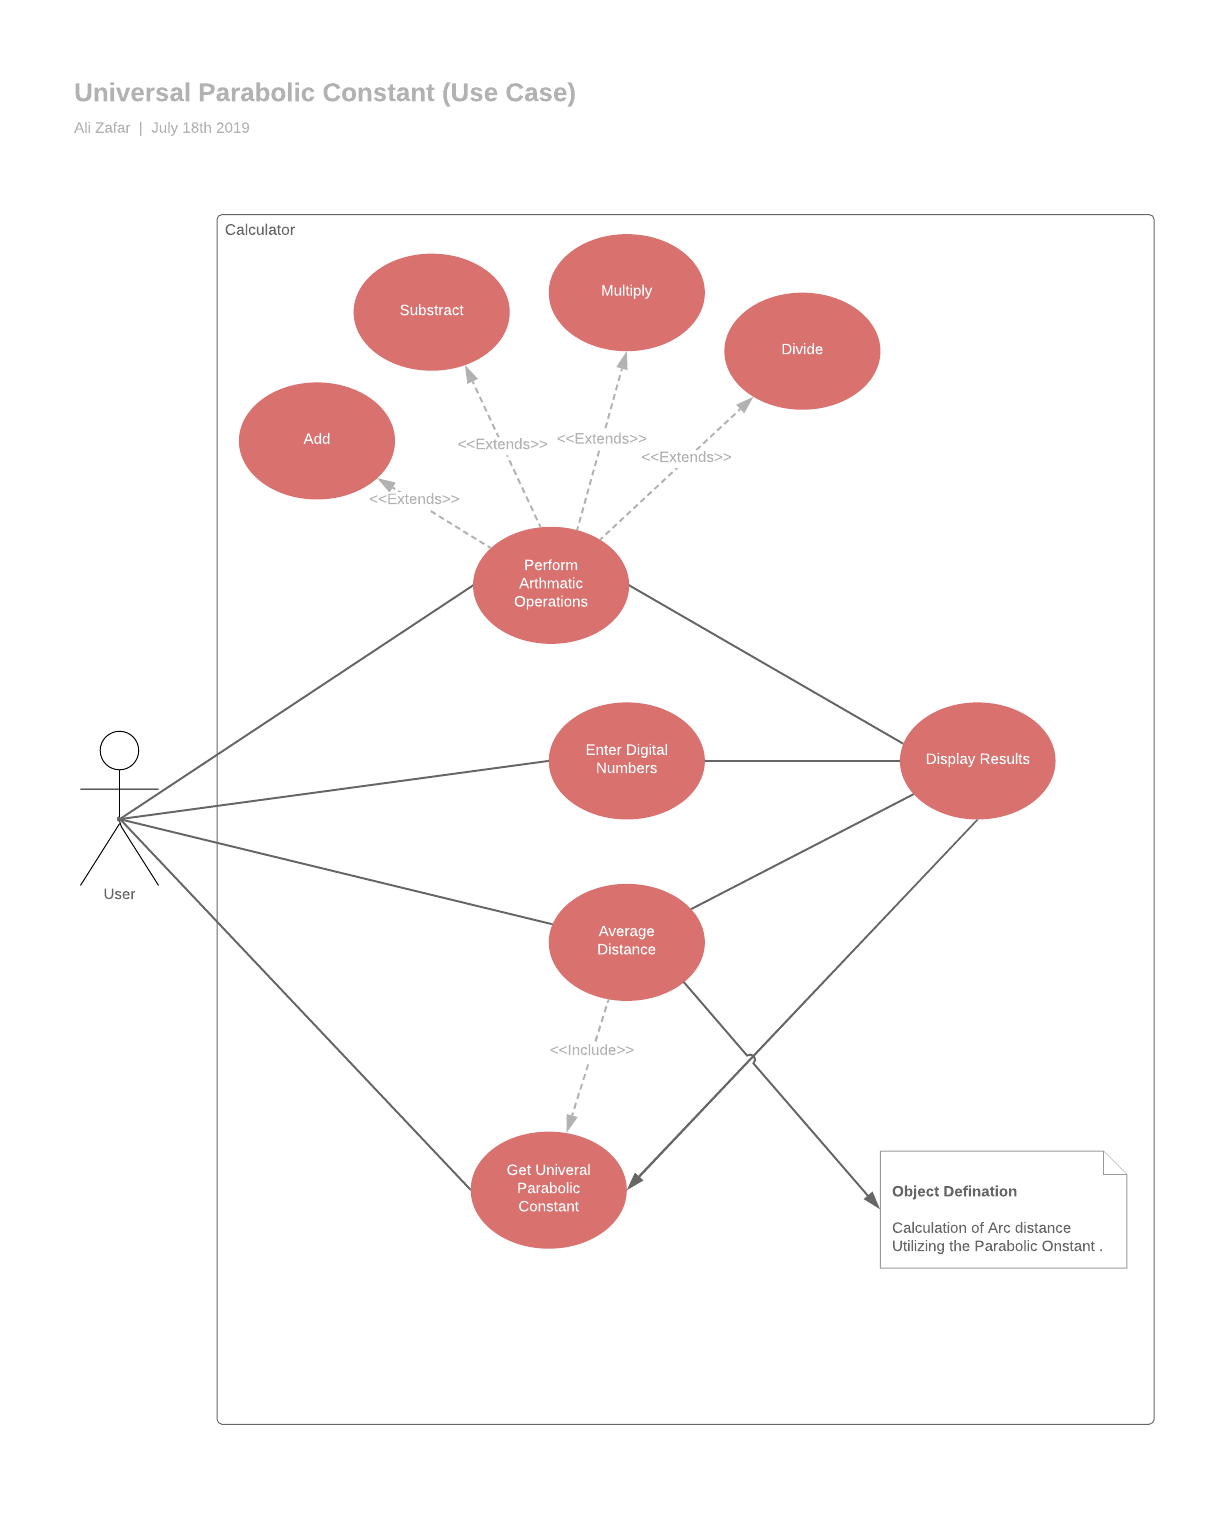 Universal Parabolic Constant (Use Case)
Ali Zafar | July 18th 2019
Calculator
Multiply
Substract
Divide
Add
<<Extends>>
<<Extends>>
<<Extends>>
<<Extends>>
Perform
Arthmatic
Operations
Enter Digital
Numbers
Display Results
User
Average
Distance
<<Include>>
Get Univeral
Parabolic
Constant
Object Defination
Calculation of Arc distance
Utilizing the Parabolic Onstant .